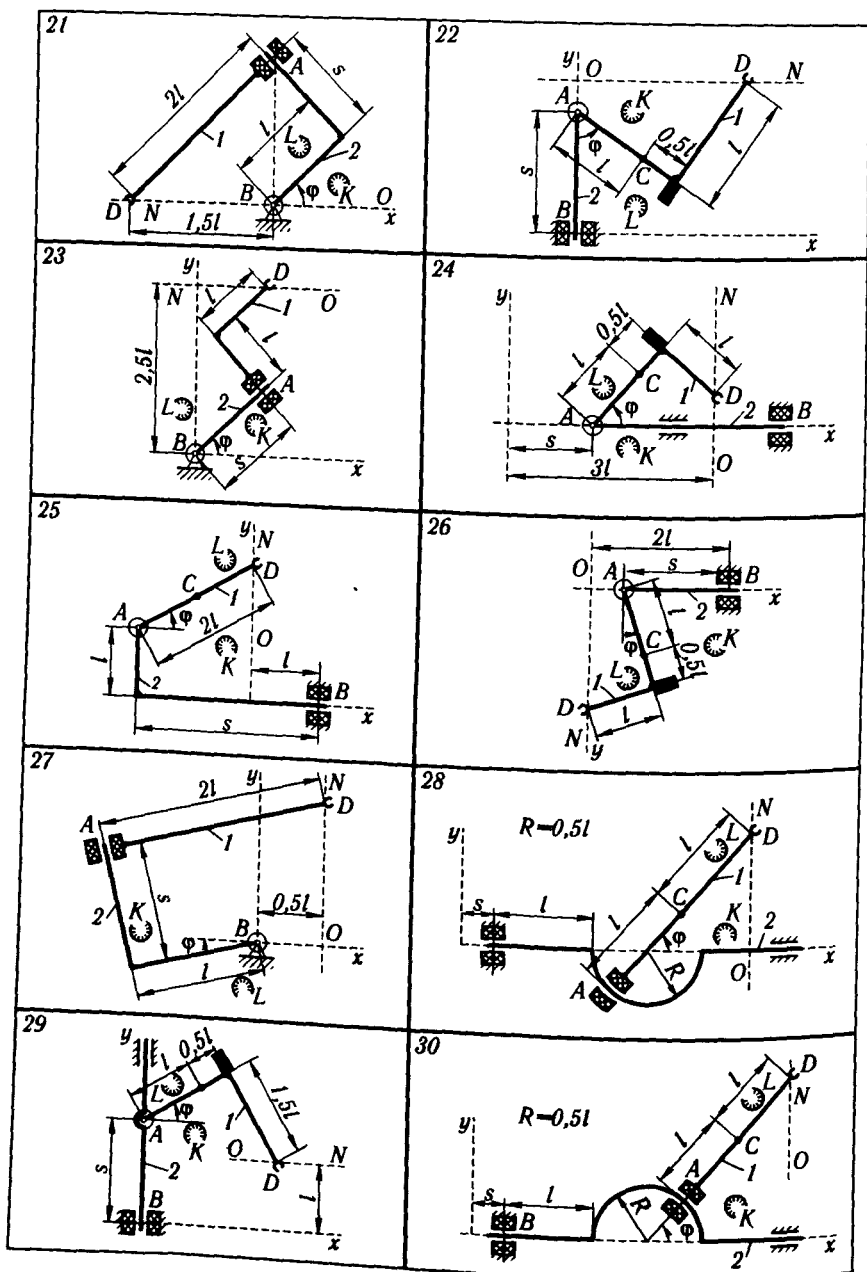 21
2l
A
s
l
L
1
2
B
φ
K
D
N
O
x
1,5l
22
y
O
D
N
A
K
φ
0,5l
1
l
l
s
C
2
L
B
x
23
y
D
N
l
1
O
2,5l
l
L
2
A
B
φ
K
s
x
24
y
N
0,5l
l
L
C
l
1
D
A
φ
2
B
s
K
x
3l
O
25
y
N
L
D
C
1
A
φ
2l
O
l
K
l
2
B
s
x
26
2l
O
A
s
B
2
x
l
φ
C
K
L
0,5l
1
D
l
N
y
27
y
N
2l
D
A
1
s
2
K
0,5l
φ
B
O
x
l
L
28
N
y
R=0,5l
L
D
l
1
C
s
l
l
K
2
φ
A
R
O
x
29
y
l
0,5l
L
φ
1
1,5l
A
K
O
N
s
2
D
B
l
x
30
D
R=0,5l
l
L
N
y
C
l
O
A
1
s
l
B
R
K
φ
2
x